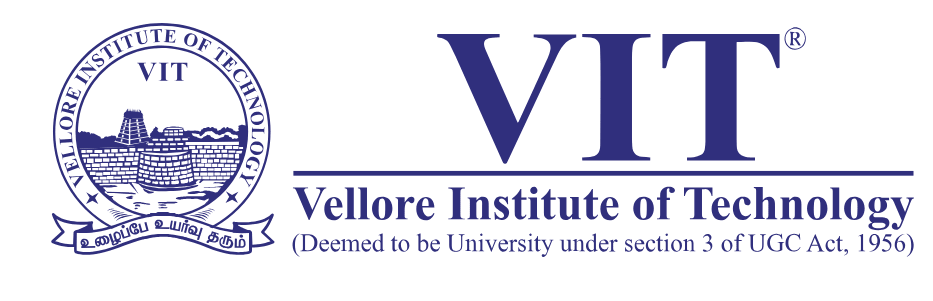 VELLORE INSTITUTE OF TECHNOLOGY
VIT
உழைப்பே உயர்வு தரும்
VIT®
Vellore Institute of Technology
(Deemed to be University under section 3 of UGC Act, 1956)